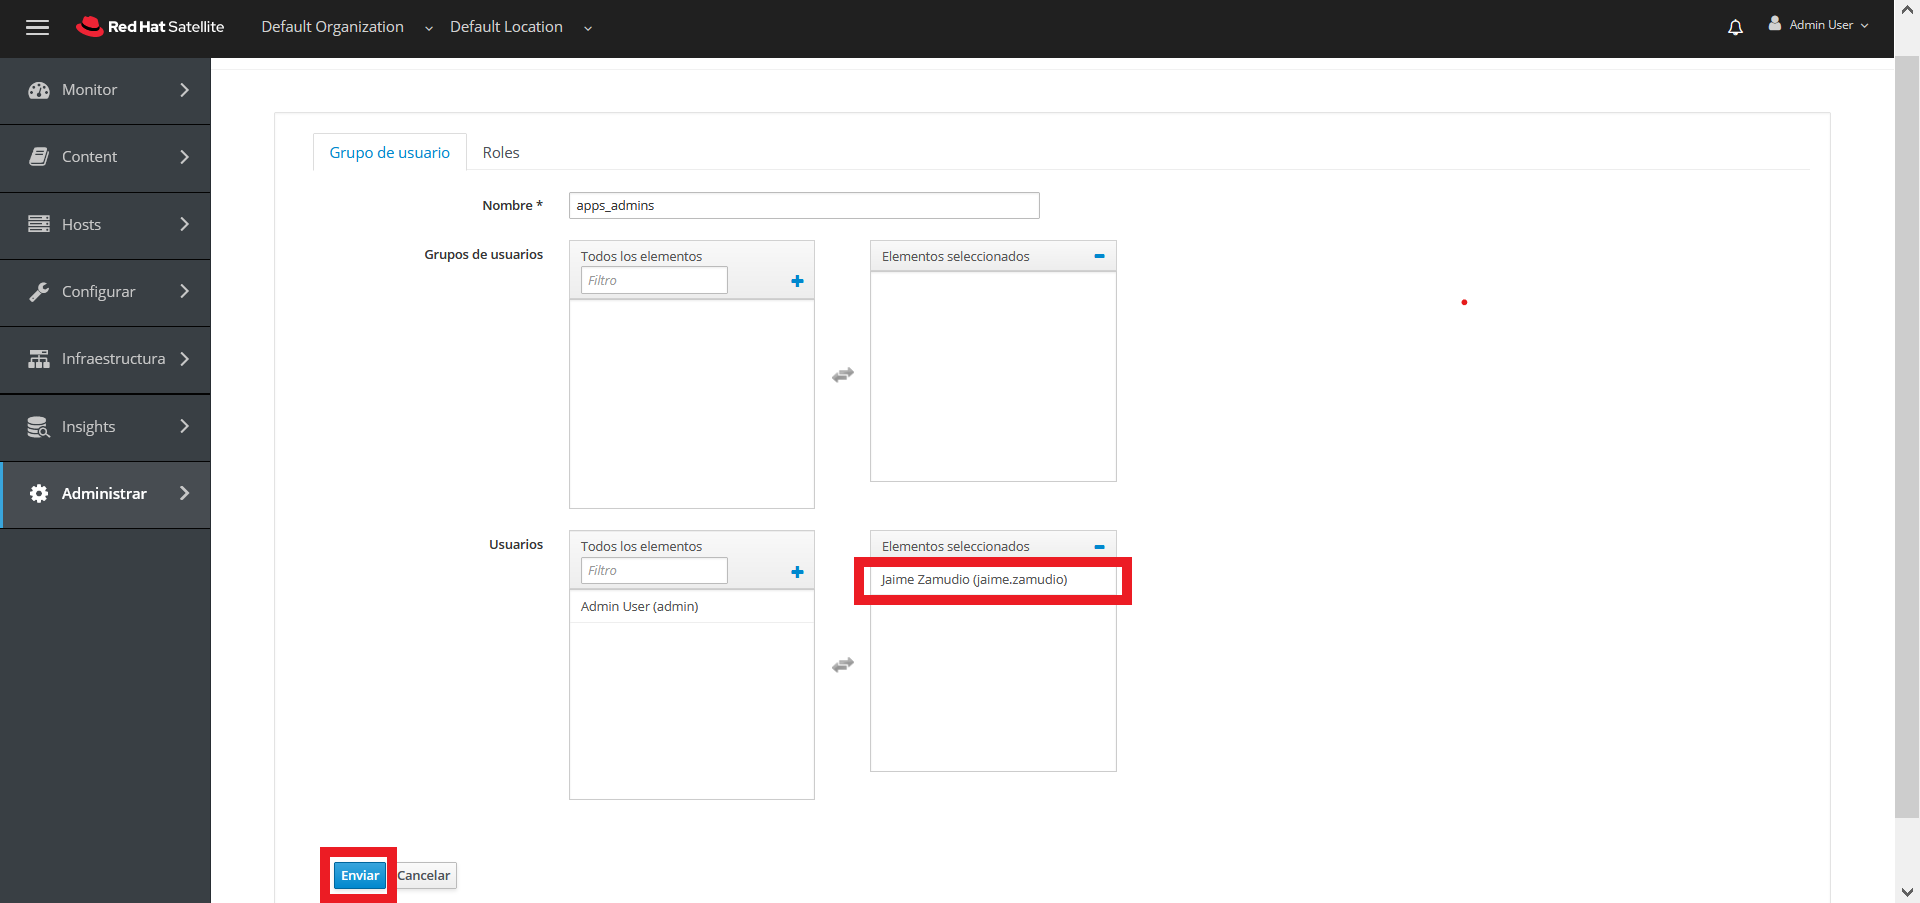 Red Hat Satellite
Default Organization
Default Location
Admin User
Monitor
Content
Hosts
Configurar
Infraestructura
Insights
Administrar
Grupo de usuario
Roles
Nombre *
apps_admins
Grupos de usuarios
Todos los elementos
Filtro
Elementos seleccionados
Usuarios
Todos los elementos
Filtro
Admin User (admin)
Elementos seleccionados
Jaime Zamudio (jaime.zamudio)
Enviar
Cancelar